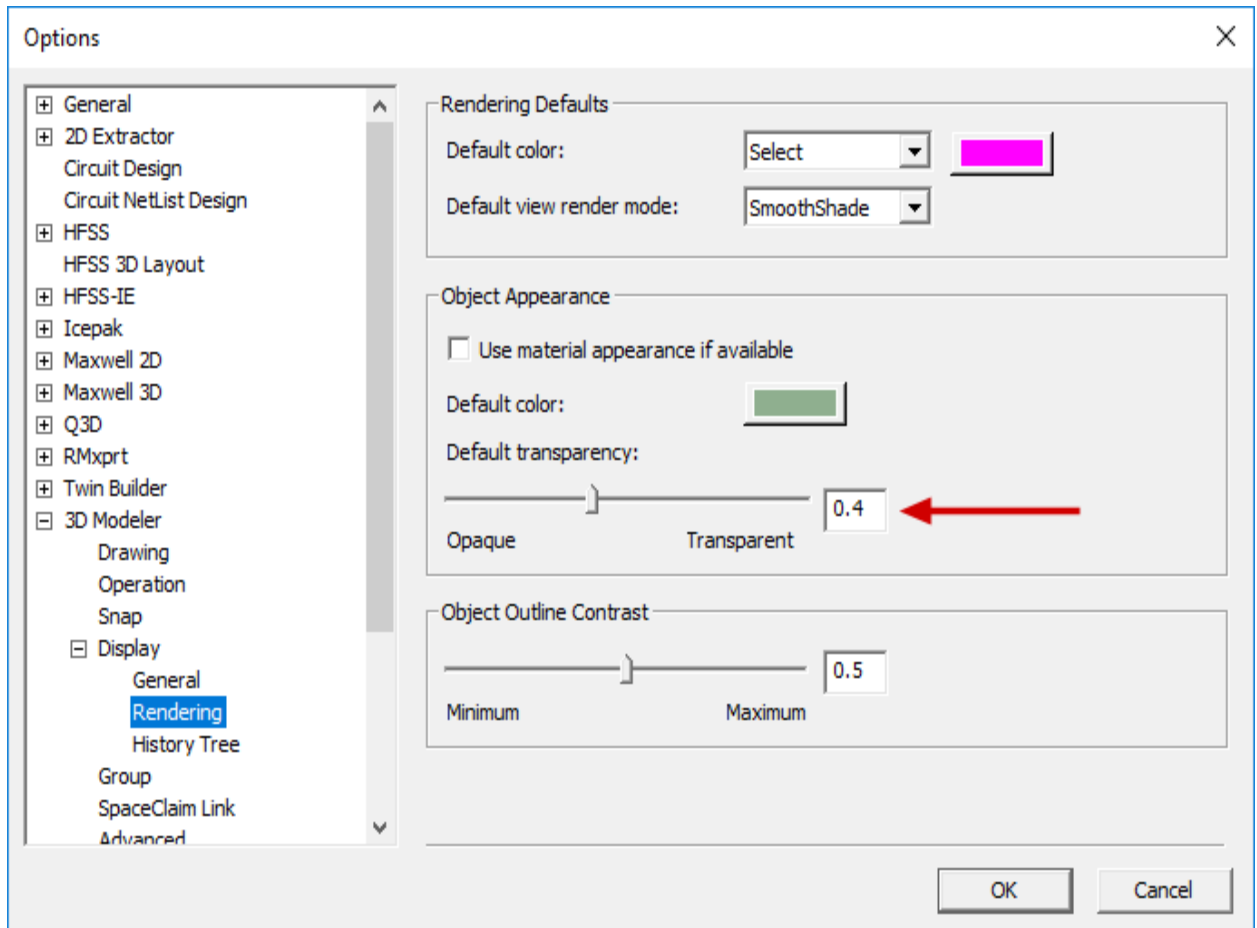 Options
General
2D Extractor
Circuit Design
Circuit NetList Design
HFSS
HFSS 3D Layout
HFSS-IE
Icepak
Maxwell 2D
Maxwell 3D
Q3D
RMxprt
Twin Builder
3D Modeler
Drawing
Operation
Snap
Display
General
Rendering
History Tree
Group
SpaceClaim Link
Advanced
Rendering Defaults
Default color: Select
Default view render mode: SmoothShade
Object Appearance
Use material appearance if available
Default color:
Default transparency:
0.4
Opaque Transparent
Object Outline Contrast
0.5
Minimum Maximum
OK Cancel